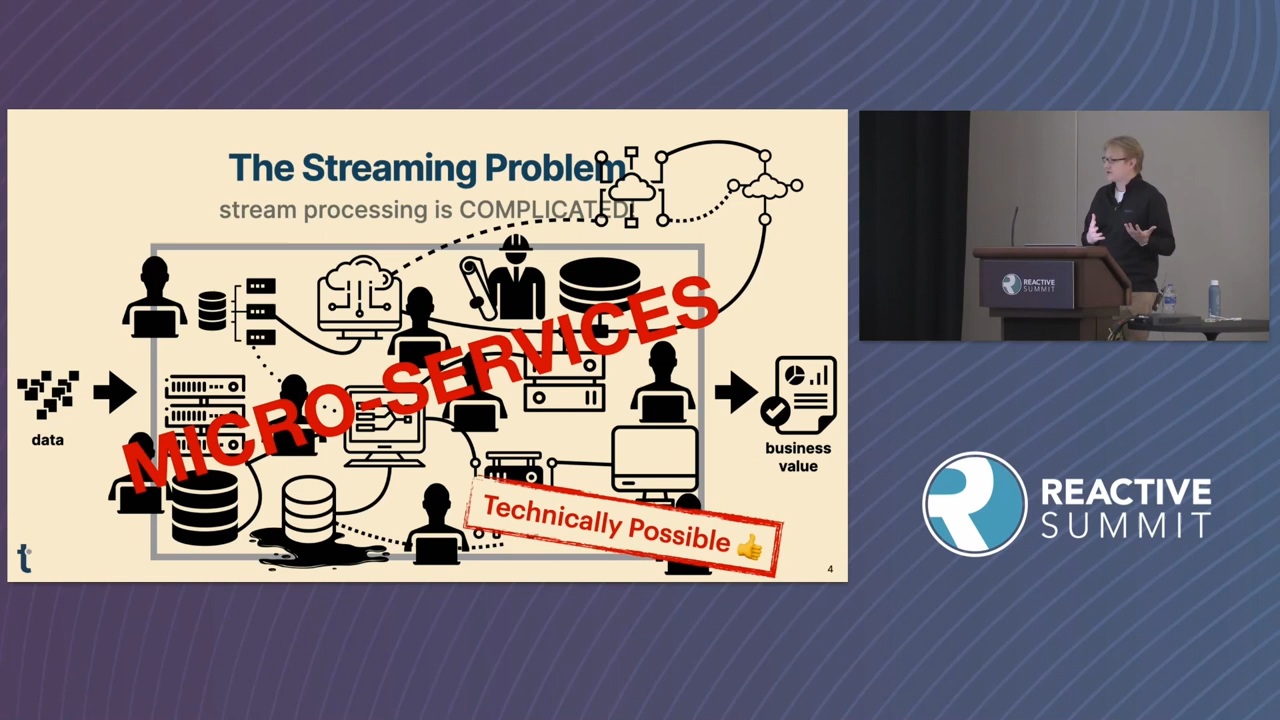 The Streaming Problem
stream processing is COMPLICATED
MICRO-SERVICES
data
business
value
Technically Possible 👍
t
4
REACTIVE
SUMMIT
R
REACTIVE
SUMMIT